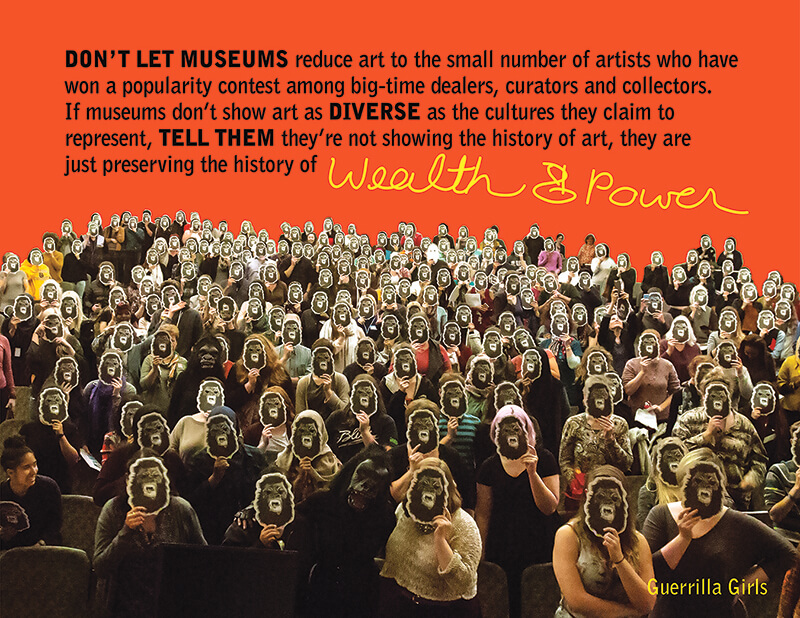 DON'T LET MUSEUMS reduce art to the small number of artists who have
won a popularity contest among big-time dealers, curators and collectors.
If museums don't show art as DIVERSE as the cultures they claim to
represent, TELL THEM they're not showing the history of art, they are
just preserving the history of Wealth & Power
Guerrilla Girls